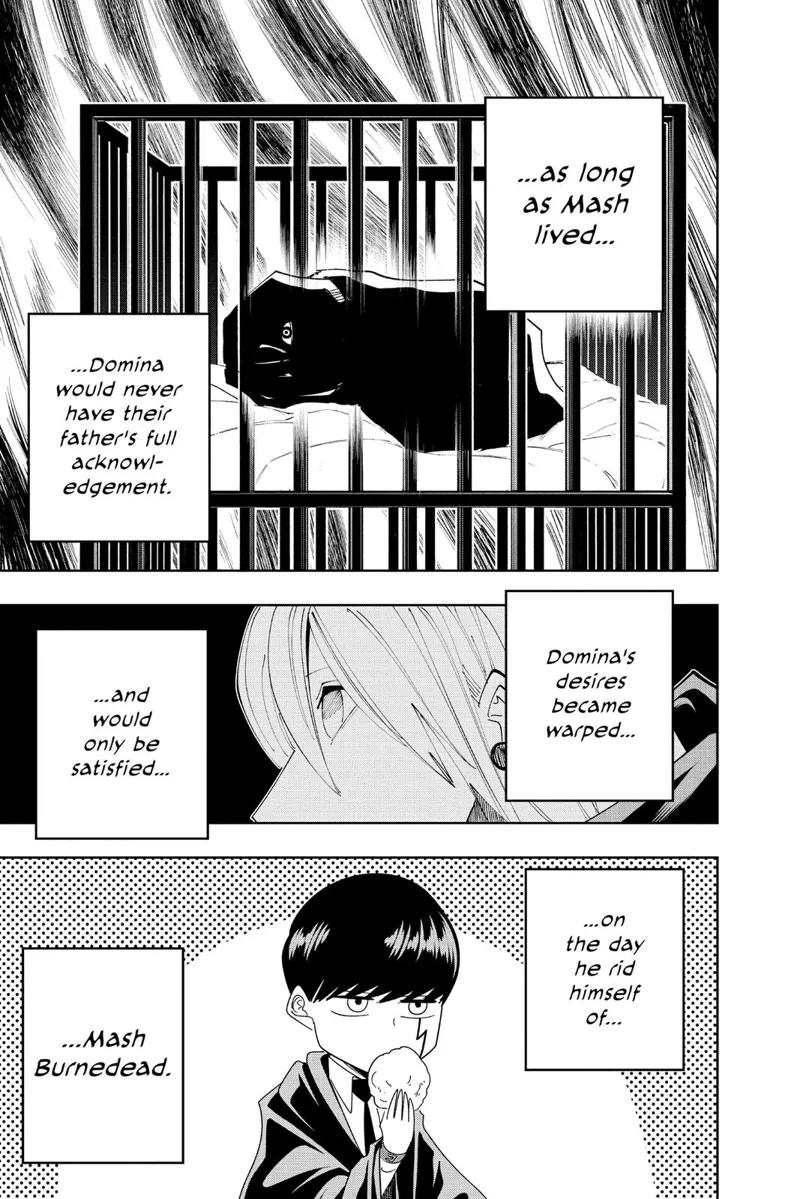 ...as long
as Mash
lived...
...Domina
would never
have their
father's full
acknowl-
edgement.
Domina's
desires
became
warped...
...and
would
only be
satisfied...
...on
the day
he rid
himself
of...
...Mash
Burnedead.